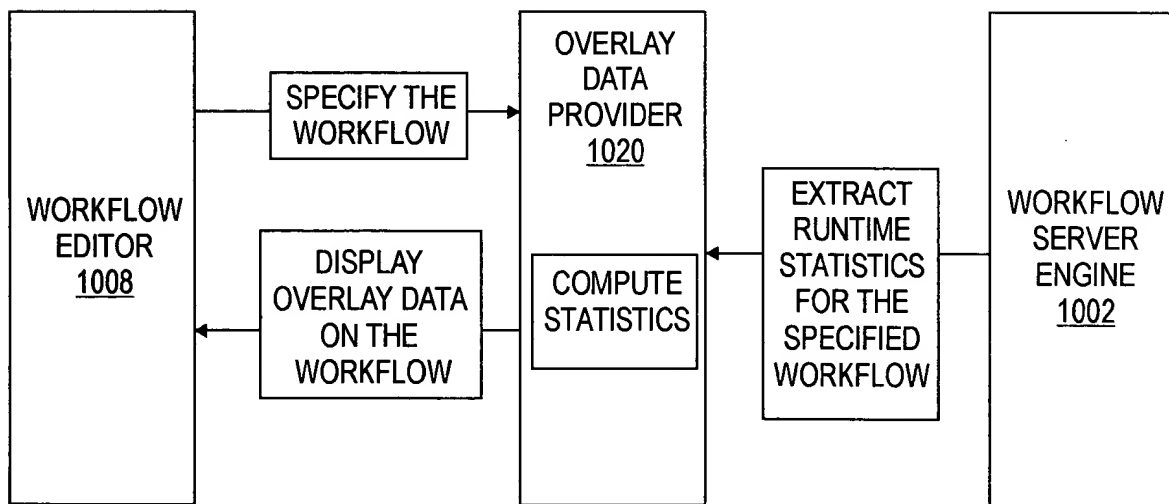 WORKFLOW
EDITOR
1008
SPECIFY THE
WORKFLOW
DISPLAY
OVERLAY DATA
ON THE
WORKFLOW
OVERLAY
DATA
PROVIDER
1020
COMPUTE
STATISTICS
EXTRACT
RUNTIME
STATISTICS
FOR THE
SPECIFIED
WORKFLOW
WORKFLOW
SERVER
ENGINE
1002